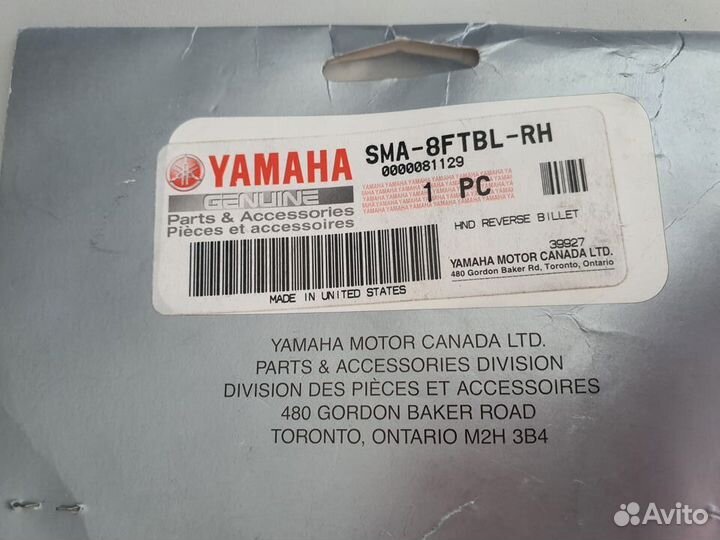 YAMAHA
GENUINE
Parts & Accessories
Pièces et accessoires
SMA-8FTBL-RH
0000081129
1 PC
HND REVERSE BILLET
39927
YAMAHA MOTOR CANADA LTD.
480 Gordon Baker Rd, Toronto, Ontario
MADE IN UNITED STATES
YAMAHA MOTOR CANADA LTD.
PARTS & ACCESSORIES DIVISION
DIVISION DES PIÈCES ET ACCESSOIRES
480 GORDON BAKER ROAD
TORONTO, ONTARIO M2H 3B4
Avito